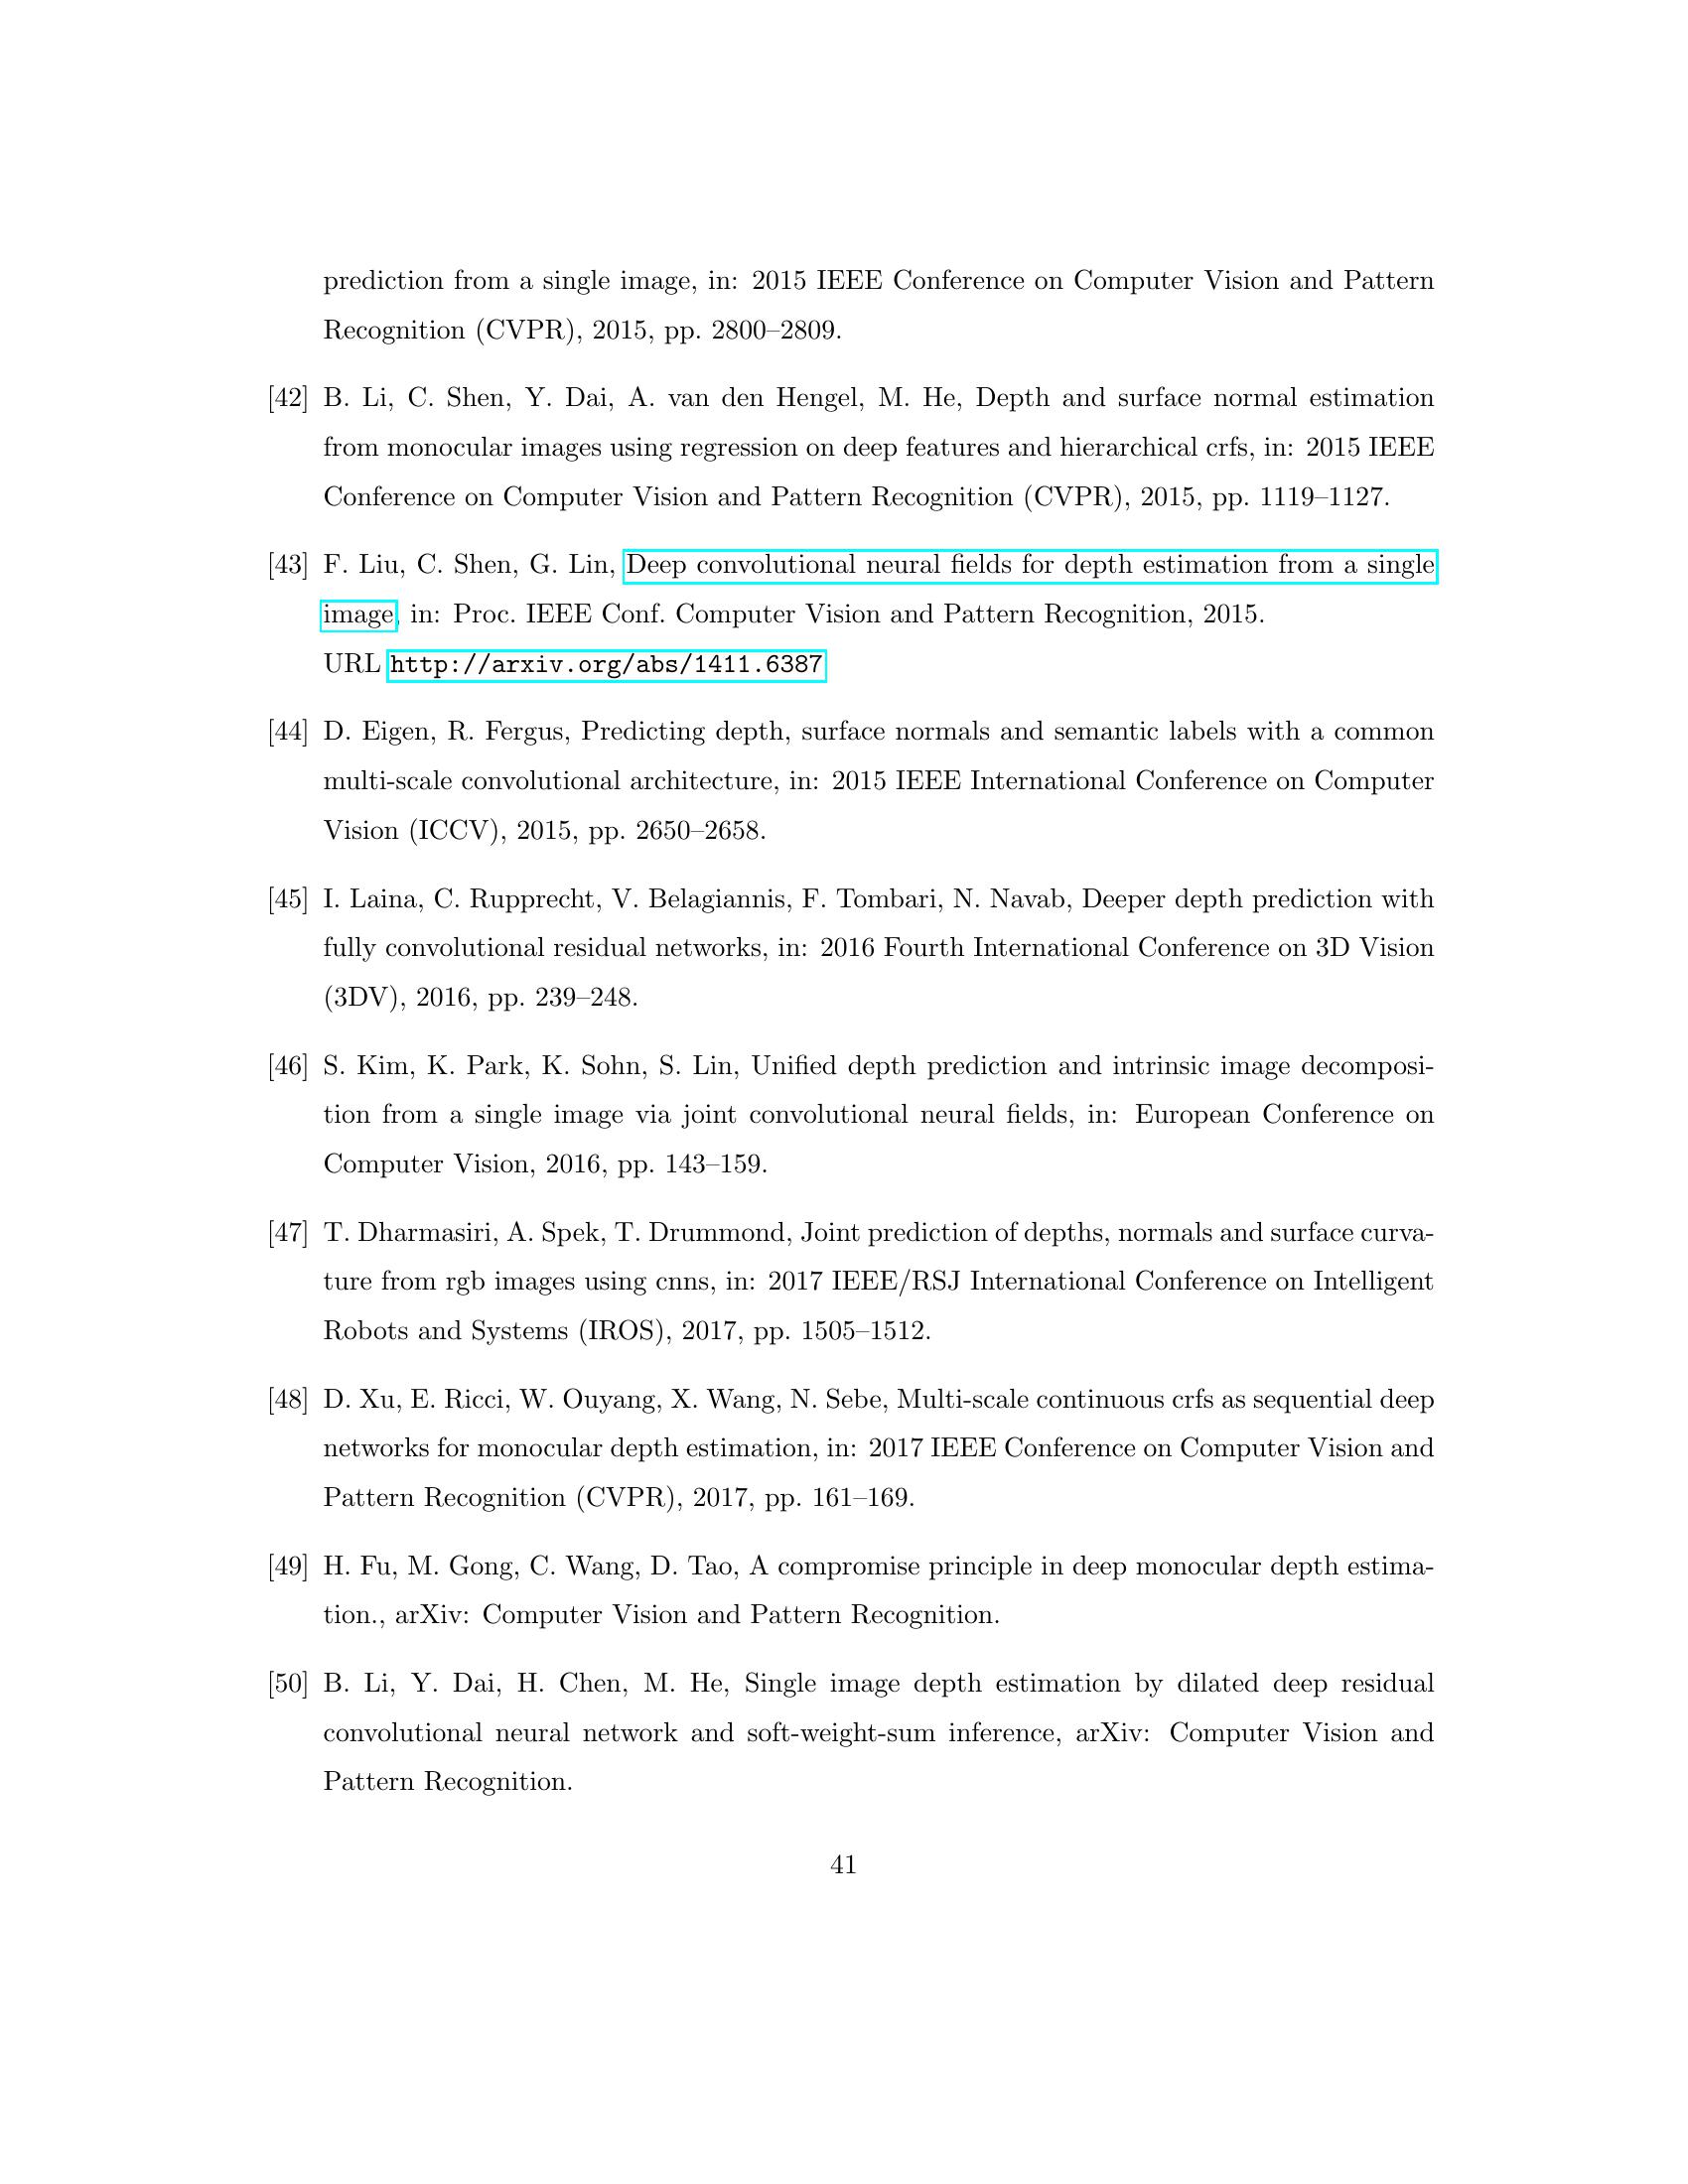 prediction from a single image, in: 2015 IEEE Conference on Computer Vision and Pattern
Recognition (CVPR), 2015, pp. 2800–2809.
[42] B. Li, C. Shen, Y. Dai, A. van den Hengel, M. He, Depth and surface normal estimation
from monocular images using regression on deep features and hierarchical crfs, in: 2015 IEEE
Conference on Computer Vision and Pattern Recognition (CVPR), 2015, pp. 1119–1127.
[43] F. Liu, C. Shen, G. Lin, Deep convolutional neural fields for depth estimation from a single
image, in: Proc. IEEE Conf. Computer Vision and Pattern Recognition, 2015.
URL http://arxiv.org/abs/1411.6387
[44] D. Eigen, R. Fergus, Predicting depth, surface normals and semantic labels with a common
multi-scale convolutional architecture, in: 2015 IEEE International Conference on Computer
Vision (ICCV), 2015, pp. 2650–2658.
[45] I. Laina, C. Rupprecht, V. Belagiannis, F. Tombari, N. Navab, Deeper depth prediction with
fully convolutional residual networks, in: 2016 Fourth International Conference on 3D Vision
(3DV), 2016, pp. 239–248.
[46] S. Kim, K. Park, K. Sohn, S. Lin, Unified depth prediction and intrinsic image decomposi-
tion from a single image via joint convolutional neural fields, in: European Conference on
Computer Vision, 2016, pp. 143–159.
[47] T. Dharmasiri, A. Spek, T. Drummond, Joint prediction of depths, normals and surface curva-
ture from rgb images using cnns, in: 2017 IEEE/RSJ International Conference on Intelligent
Robots and Systems (IROS), 2017, pp. 1505–1512.
[48] D. Xu, E. Ricci, W. Ouyang, X. Wang, N. Sebe, Multi-scale continuous crfs as sequential deep
networks for monocular depth estimation, in: 2017 IEEE Conference on Computer Vision and
Pattern Recognition (CVPR), 2017, pp. 161–169.
[49] H. Fu, M. Gong, C. Wang, D. Tao, A compromise principle in deep monocular depth estima-
tion., arXiv: Computer Vision and Pattern Recognition.
[50] B. Li, Y. Dai, H. Chen, M. He, Single image depth estimation by dilated deep residual
convolutional neural network and soft-weight-sum inference, arXiv: Computer Vision and
Pattern Recognition.
41